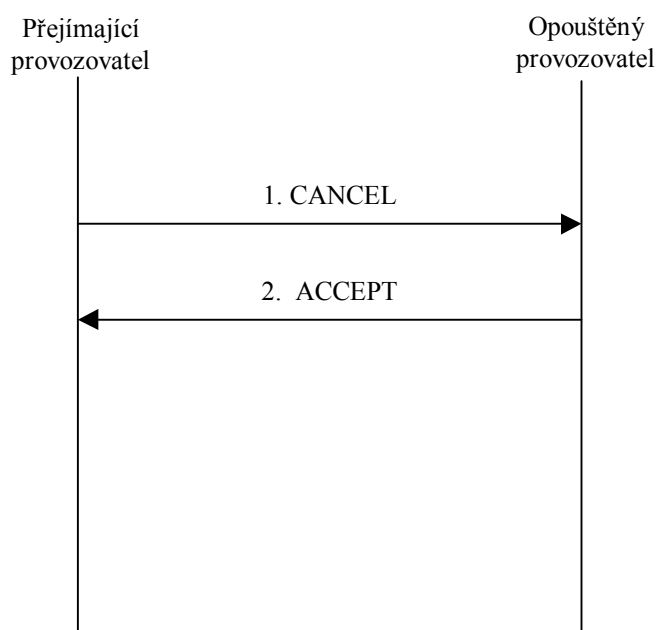 Přejímající
provozovatel
Opouštěný
provozovatel
1. CANCEL
2. ACCEPT